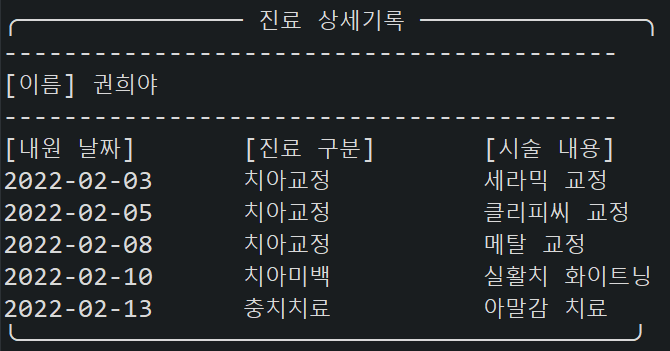 진료 상세기록
------------------------------------------
[이름] 권희야
------------------------------------------
[내원 날짜] [진료 구분] [시술 내용]
2022-02-03 치아교정 세라믹 교정
2022-02-05 치아교정 클리피씨 교정
2022-02-08 치아교정 메탈 교정
2022-02-10 치아미백 실활치 화이트닝
2022-02-13 충치치료 아말감 치료